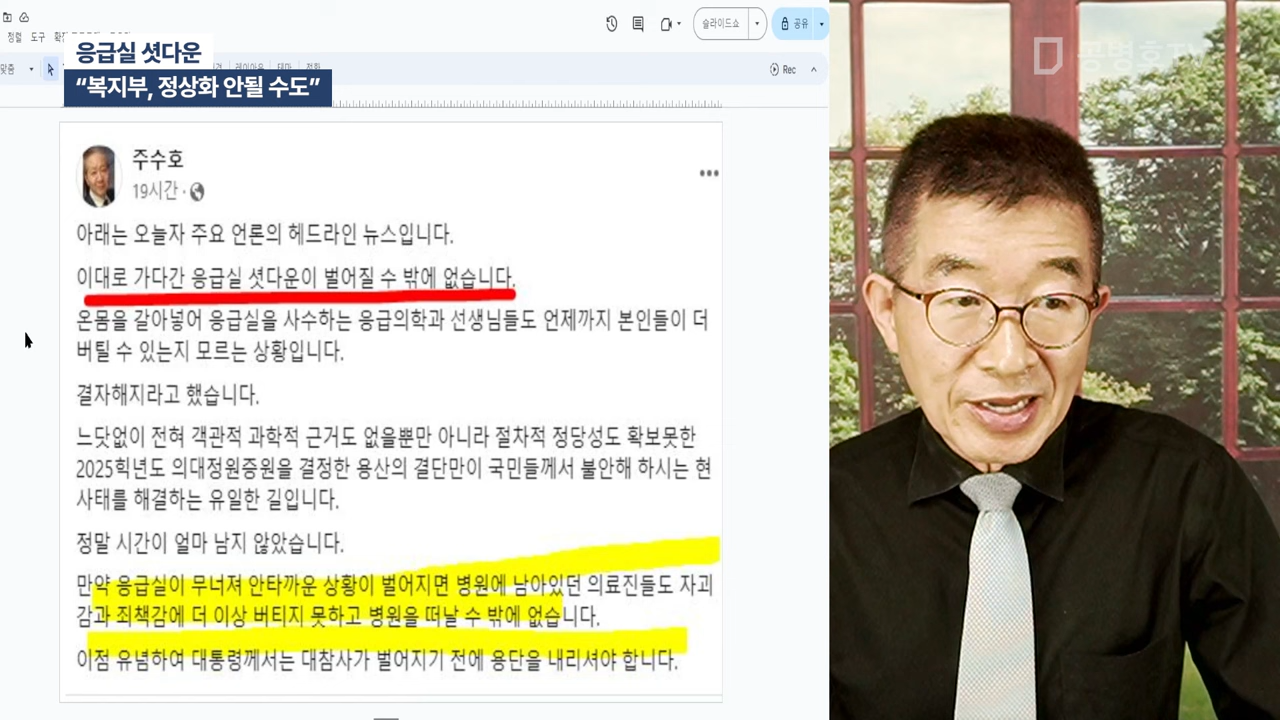 정렬 도구
슬라이드쇼
공유
응급실 셧다운
“복지부, 정상화 안될 수도”
Rec
공병호TV
주수호
19시간 ·
아래는 오늘자 주요 언론의 헤드라인 뉴스입니다.
이대로 가다간 응급실 셧다운이 벌어질 수 밖에 없습니다.
온몸을 갈아넣어 응급실을 사수하는 응급의학과 선생님들도 언제까지 본인들이 더
버틸 수 있는지 모르는 상황입니다.
결자해지라고 했습니다.
느닷없이 전혀 객관적 과학적 근거도 없을뿐만 아니라 절차적 정당성도 확보못한
2025학년도 의대정원증원을 결정한 용산의 결단만이 국민들께서 불안해 하시는 현
사태를 해결하는 유일한 길입니다.
정말 시간이 얼마 남지 않았습니다.
만약 응급실이 무너져 안타까운 상황이 벌어지면 병원에 남아있던 의료진들도 자괴
감과 죄책감에 더 이상 버티지 못하고 병원을 떠날 수 밖에 없습니다.
이점 유념하여 대통령께서는 대참사가 벌어지기 전에 용단을 내리셔야 합니다.